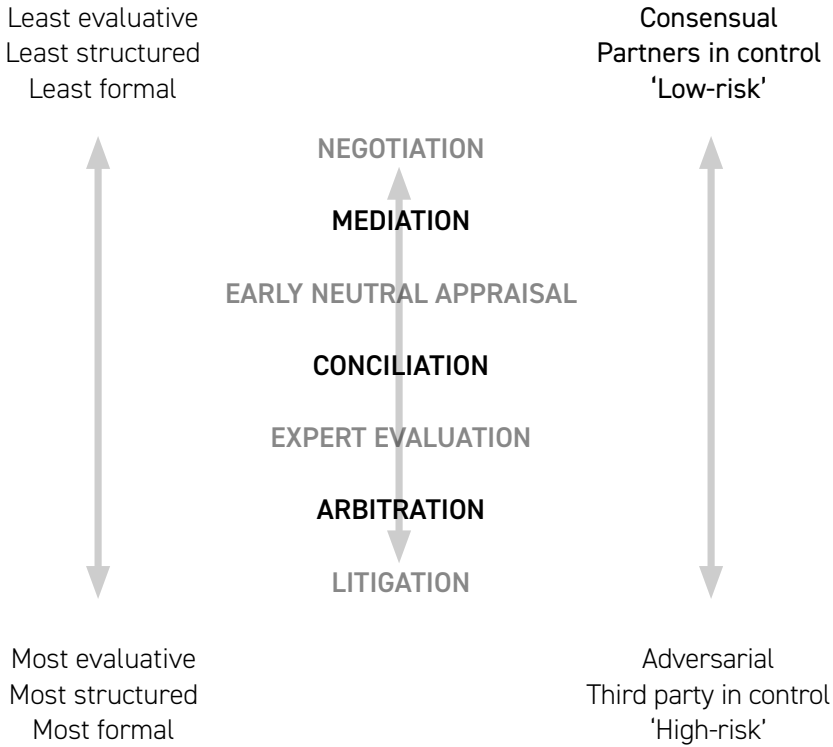 Least evaluative
Least structured
Least formal
Consensual
Partners in control
‘Low-risk’
NEGOTIATION
MEDIATION
EARLY NEUTRAL APPRAISAL
CONCILIATION
EXPERT EVALUATION
ARBITRATION
LITIGATION
Most evaluative
Most structured
Most formal
Adversarial
Third party in control
‘High-risk’